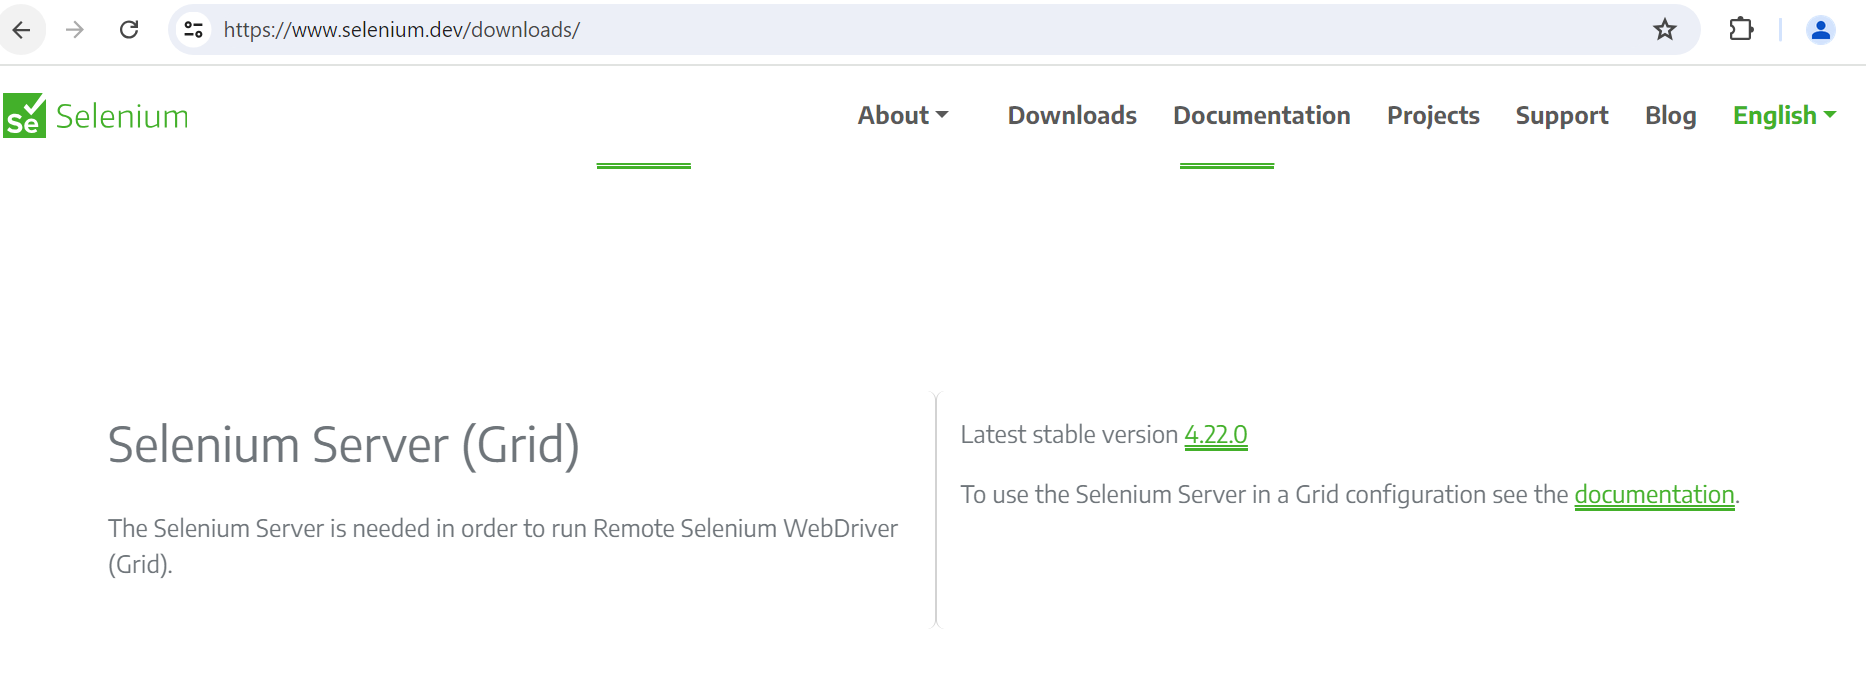 https://www.selenium.dev/downloads/
Se Selenium
About Downloads Documentation Projects Support Blog English
Selenium Server (Grid)
The Selenium Server is needed in order to run Remote Selenium WebDriver
(Grid).
Latest stable version 4.22.0
To use the Selenium Server in a Grid configuration see the documentation.